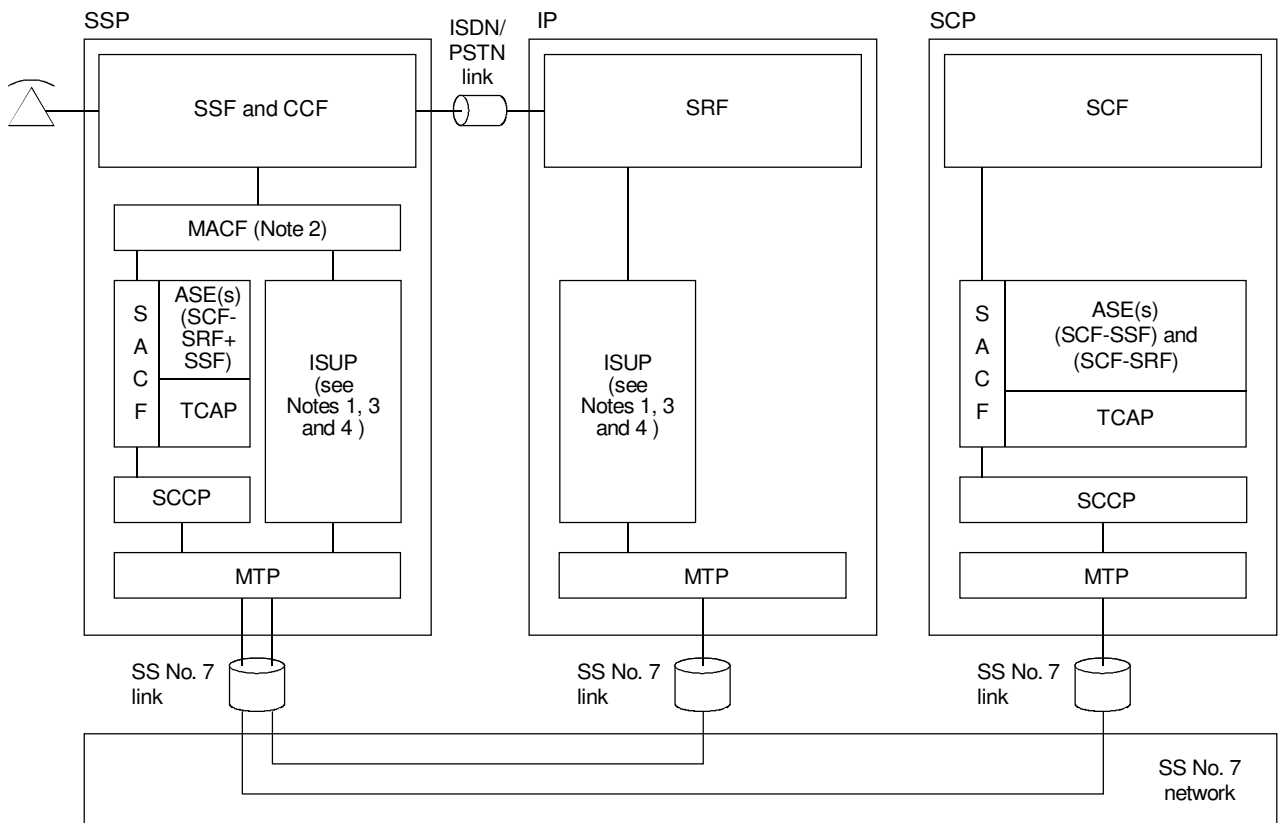 SSP
ISDN/
PSTN
link
IP
SCP
SSF and CCF
SRF
SCF
MACF (Note 2)
S
A
C
F
ASE(s)
(SCF-
SRF+
SSF)
TCAP
ISUP
(see
Notes 1, 3
and 4 )
SCCP
MTP
ISUP
(see
Notes 1, 3
and 4 )
MTP
S
A
C
F
ASE(s)
(SCF-SSF) and
(SCF-SRF)
TCAP
SCCP
MTP
SS No. 7
link
SS No. 7
link
SS No. 7
link
SS No. 7
network